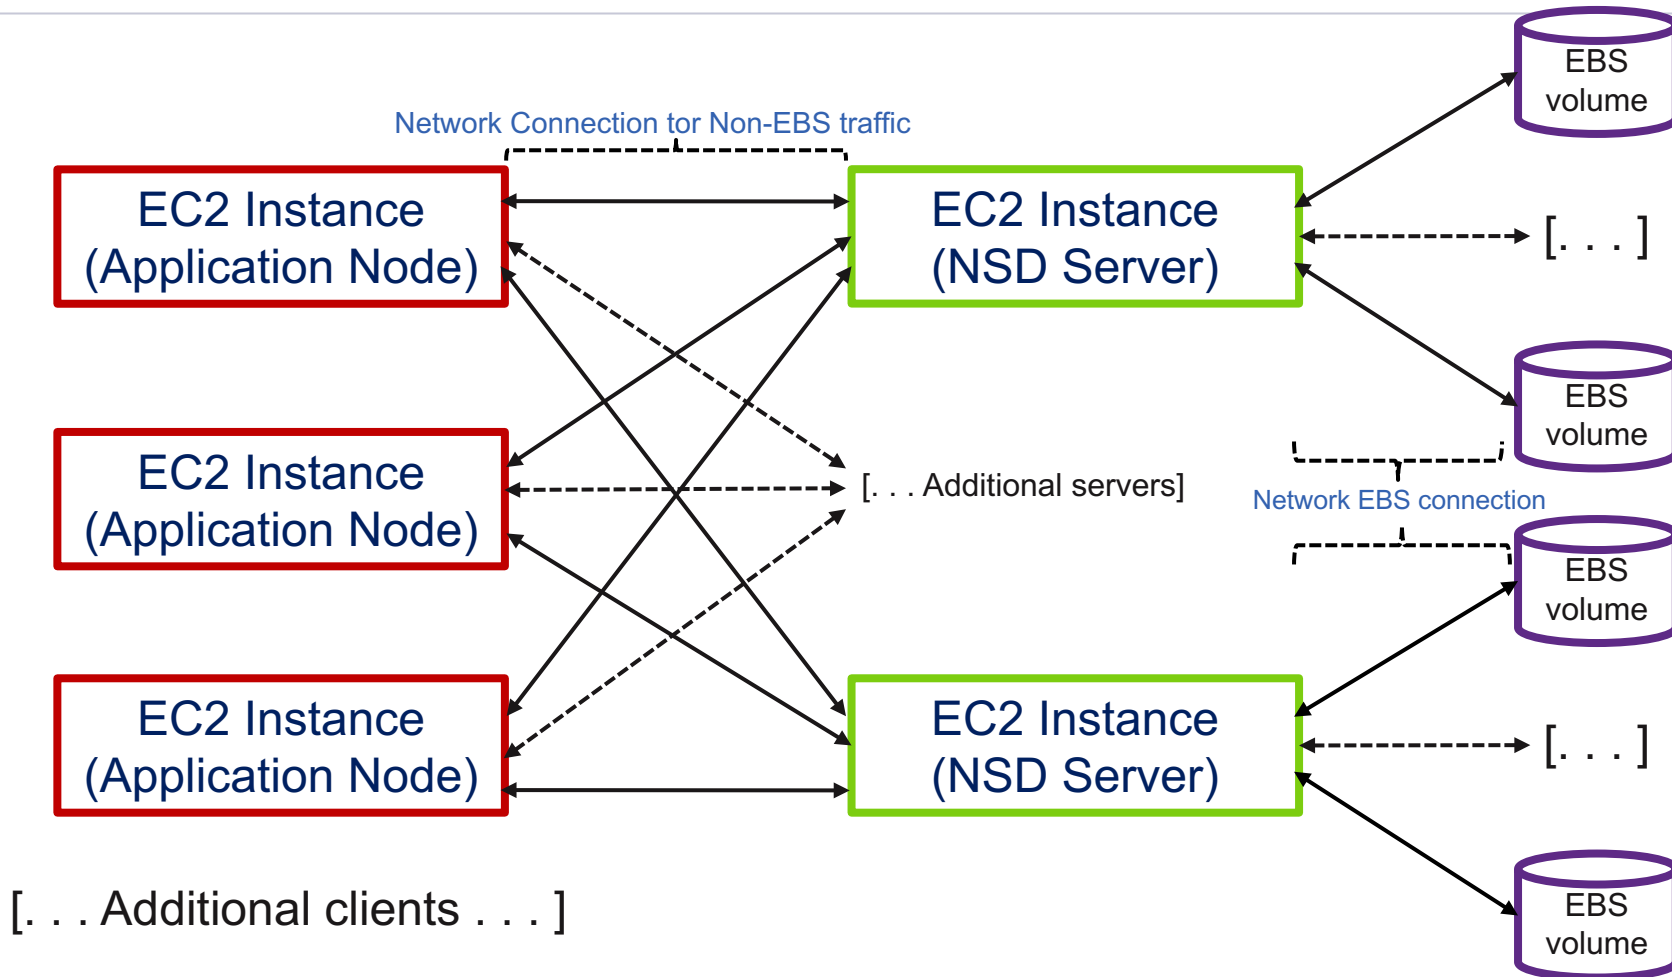 EBS
volume
Network Connection tor Non-EBS traffic
EC2 Instance
(Application Node)
EC2 Instance
(NSD Server)
[. . . ]
EBS
volume
EC2 Instance
(Application Node)
[. . . Additional servers]
Network EBS connection
EBS
volume
EC2 Instance
(Application Node)
EC2 Instance
(NSD Server)
[. . . ]
[. . . Additional clients . . . ]
EBS
volume